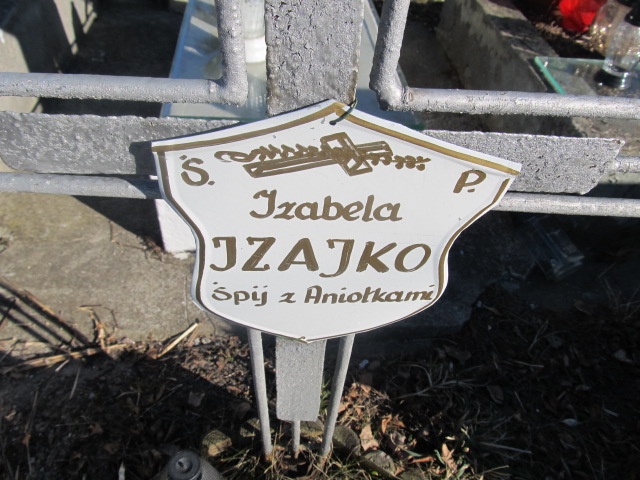 Ś. P.
Izabela
IZAJKO
Śpij z Aniołkami